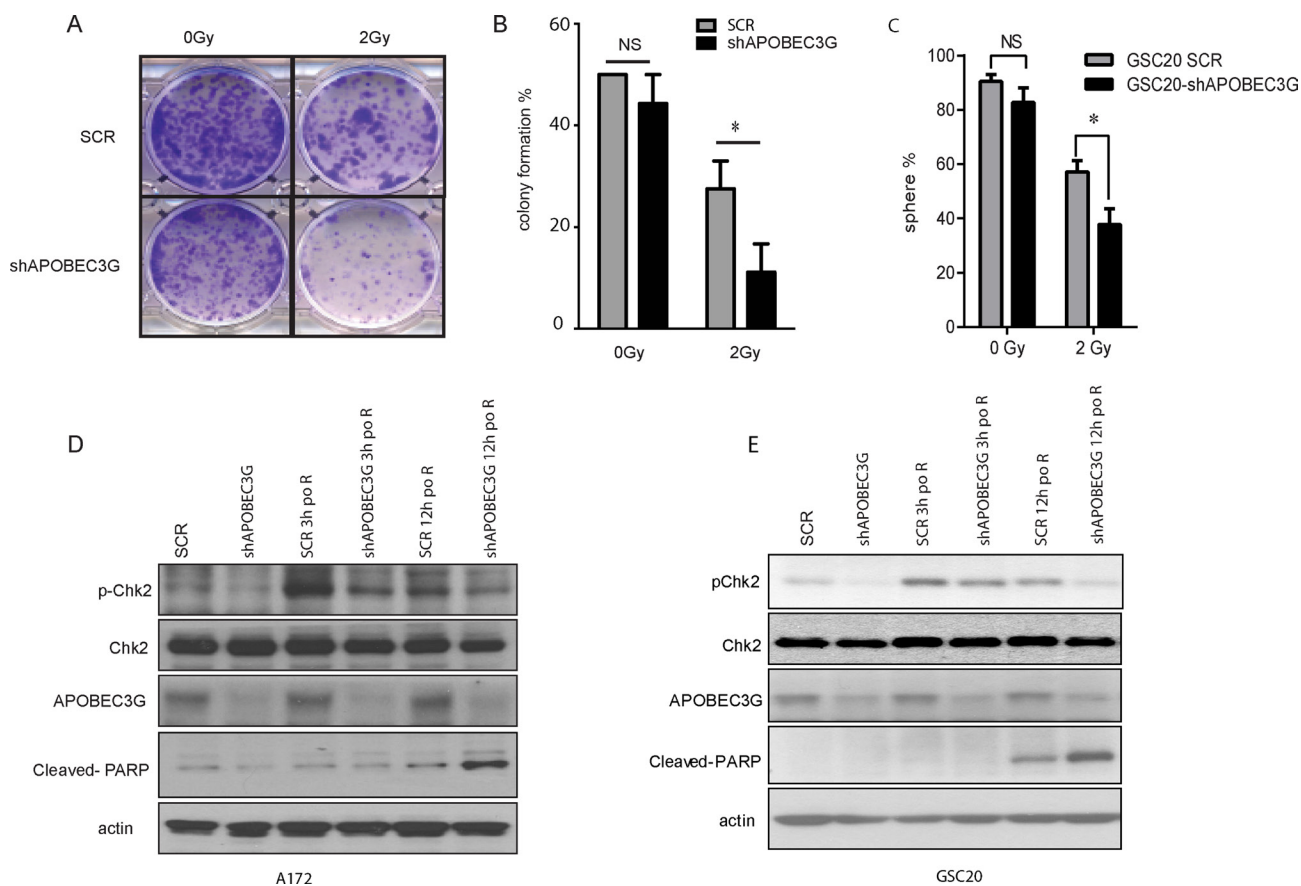 A
0Gy
2Gy
SCR
shAPOBEC3G
B
SCR
shAPOBEC3G
colony formation %
60
40
20
0
NS
*
0Gy
2Gy
C
GSC20 SCR
GSC20-shAPOBEC3G
sphere %
100
80
60
40
20
0
NS
*
0 Gy
2 Gy
D
SCR
shAPOBEC3G
SCR 3h po R
shAPOBEC3G 3h po R
SCR 12h po R
shAPOBEC3G 12h po R
p-Chk2
Chk2
APOBEC3G
Cleaved- PARP
actin
A172
E
SCR
shAPOBEC3G
SCR 3h po R
shAPOBEC3G 3h po R
SCR 12h po R
shAPOBEC3G 12h po R
pChk2
Chk2
APOBEC3G
Cleaved-PARP
actin
GSC20